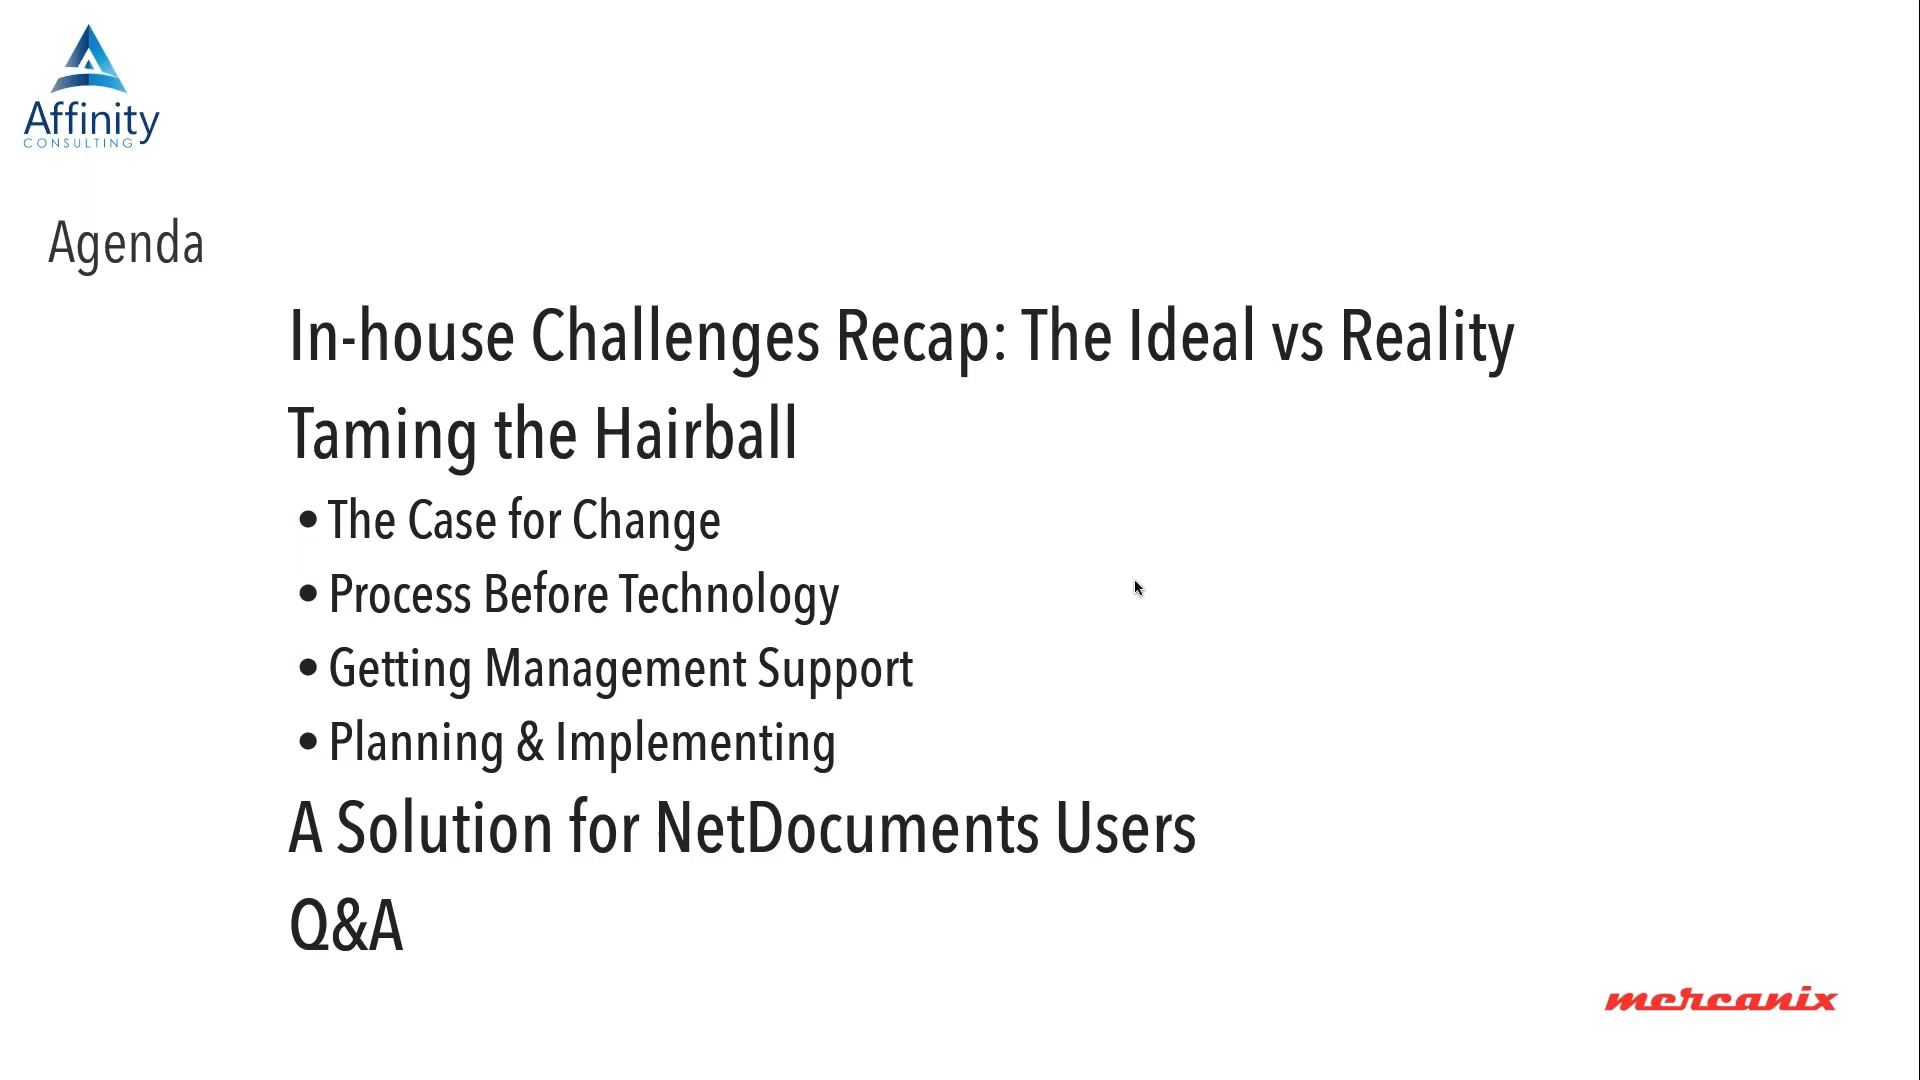 Affinity
CONSULTING
Agenda
In-house Challenges Recap: The Ideal vs Reality
Taming the Hairball
• The Case for Change
• Process Before Technology
• Getting Management Support
• Planning & Implementing
A Solution for NetDocuments Users
Q&A
mercanix